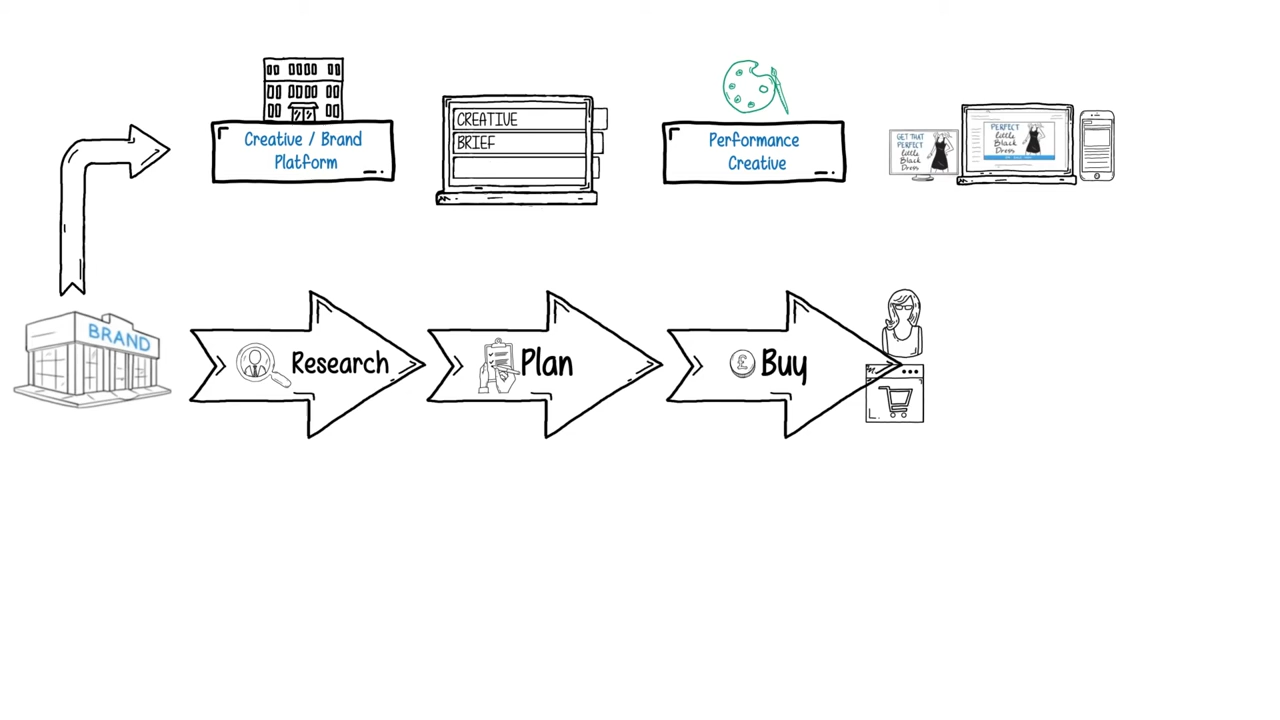 Creative / Brand
Platform
CREATIVE
BRIEF
Performance
Creative
GET THAT
PERFECT
little
Black
Dress
PERFECT
little
Black
Dress
BRAND
Research
Plan
£
Buy